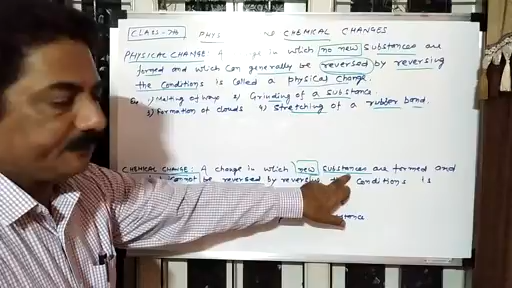 CLASS-7th PHYS CHEMICAL CHANGES
PHYSICAL CHANGE: A ge in which no new substances are
formed and which can generally be reversed by reversing
the conditions is called a physical change.
1) Melting of wax 2) Grinding of a substance.
3) Formation of clouds 4) Stretching of a rubber band.
CHEMICAL CHANGE: A change in which new substances are formed and
cannot be reversed by reversing conditions is